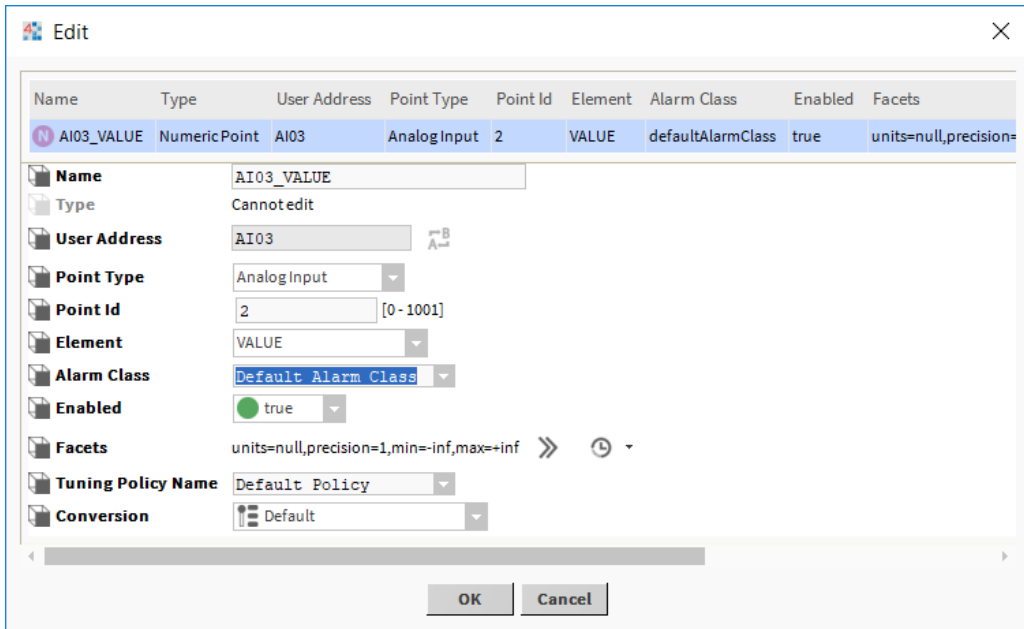 Edit
Name Type User Address Point Type Point Id Element Alarm Class Enabled Facets
N AI03_VALUE Numeric Point AI03 Analog Input 2 VALUE defaultAlarmClass true units=null,precision=
Name AI03_VALUE
Type Cannot edit
User Address AI03
Point Type Analog Input
Point Id 2 [0 - 1001]
Element VALUE
Alarm Class Default Alarm Class
Enabled true
Facets units=null,precision=1,min=-inf,max=+inf
Tuning Policy Name Default Policy
Conversion Default
OK Cancel